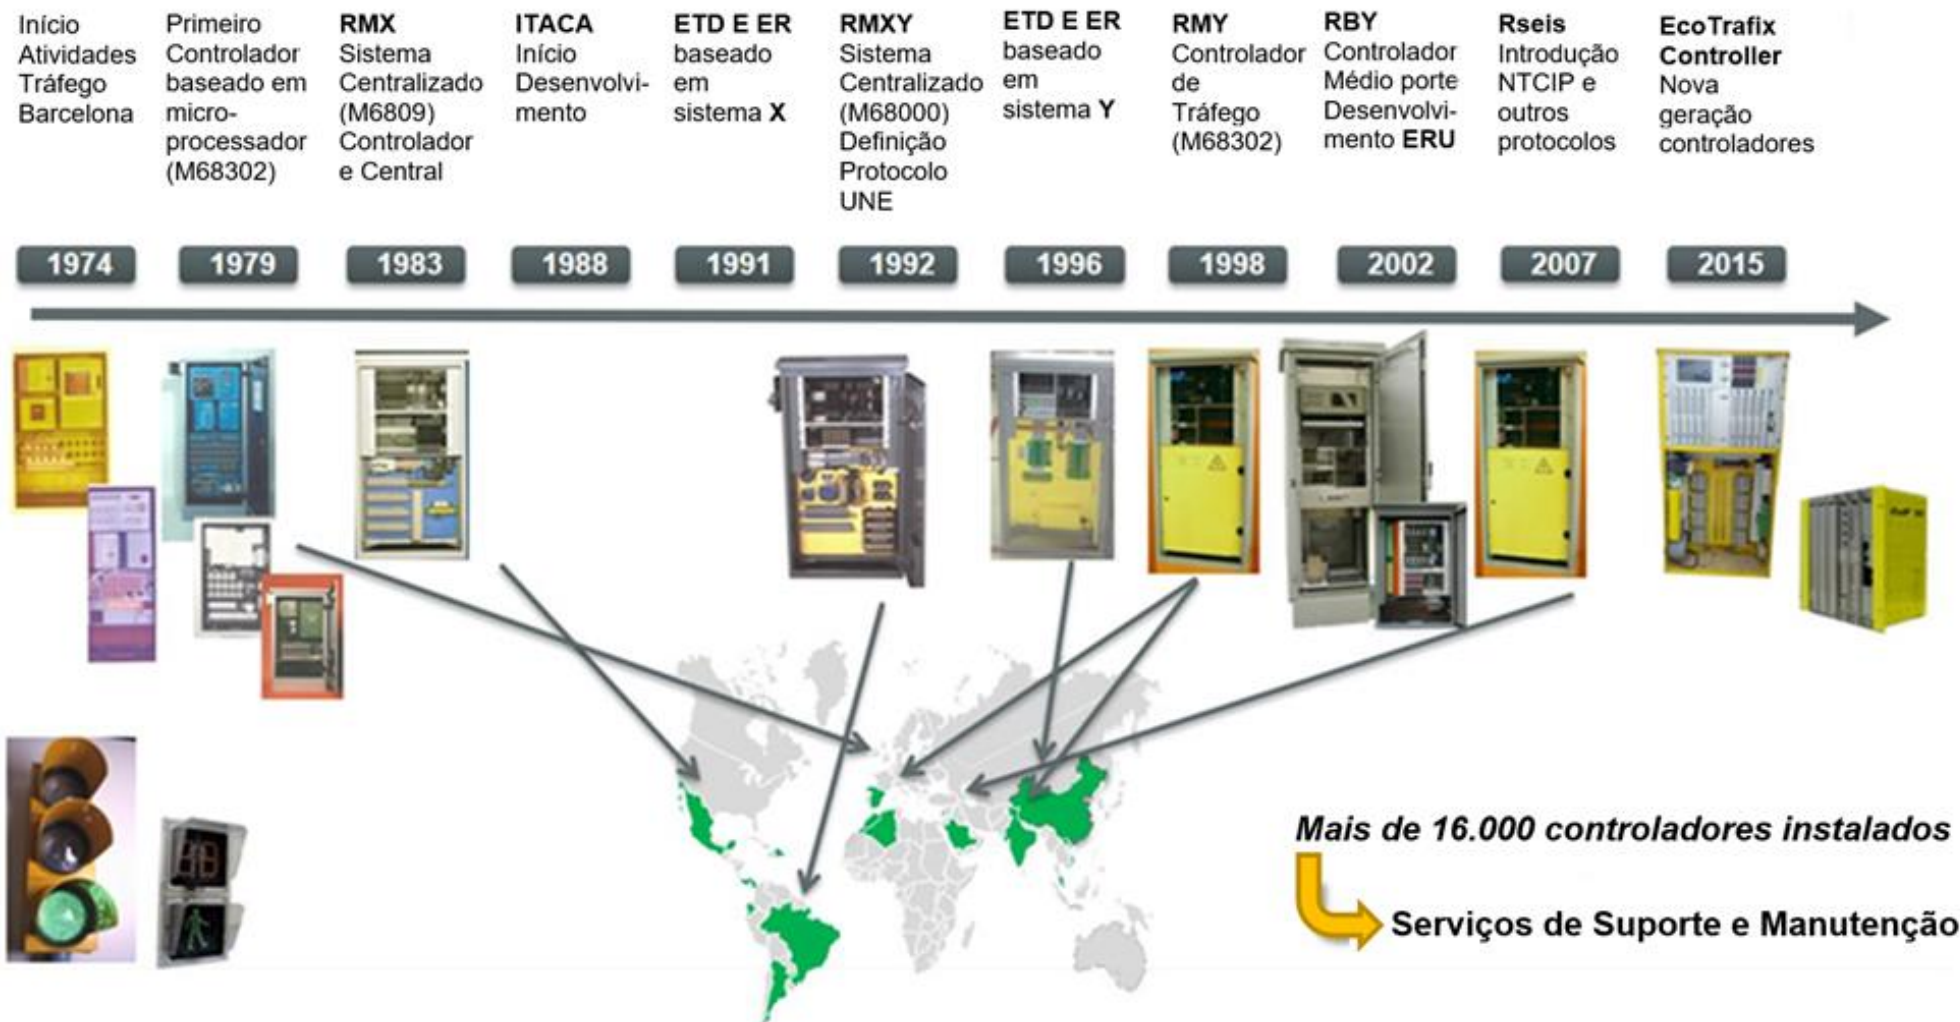 Início
Atividades
Tráfego
Barcelona
Primeiro
Controlador
baseado em
micro-
processador
(M68302)
RMX
Sistema
Centralizado
(M6809)
Controlador
e Central
ITACA
Início
Desenvolvi-
mento
ETD E ER
baseado
em
sistema X
RMXY
Sistema
Centralizado
(M68000)
Definição
Protocolo
UNE
ETD E ER
baseado
em
sistema Y
RMY
Controlador
de
Tráfego
(M68302)
RBY
Controlador
Médio porte
Desenvolvi-
mento ERU
Rseis
Introdução
NTCIP e
outros
protocolos
EcoTrafix
Controller
Nova
geração
controladores
1974
1979
1983
1988
1991
1992
1996
1998
2002
2007
2015
Mais de 16.000 controladores instalados
Serviços de Suporte e Manutenção